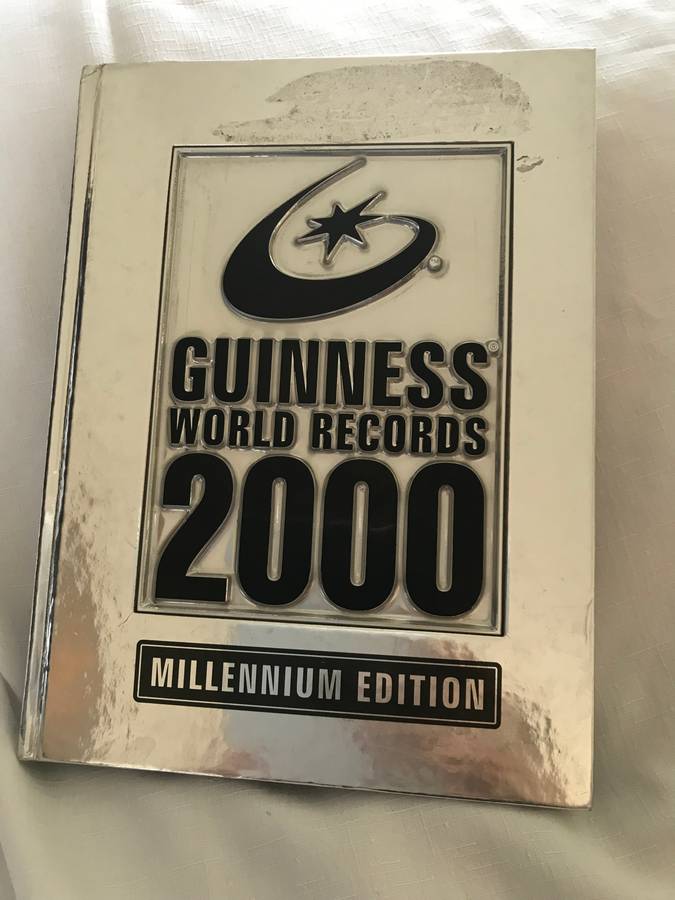 GUINNESS
WORLD RECORDS
2000
MILLENNIUM EDITION